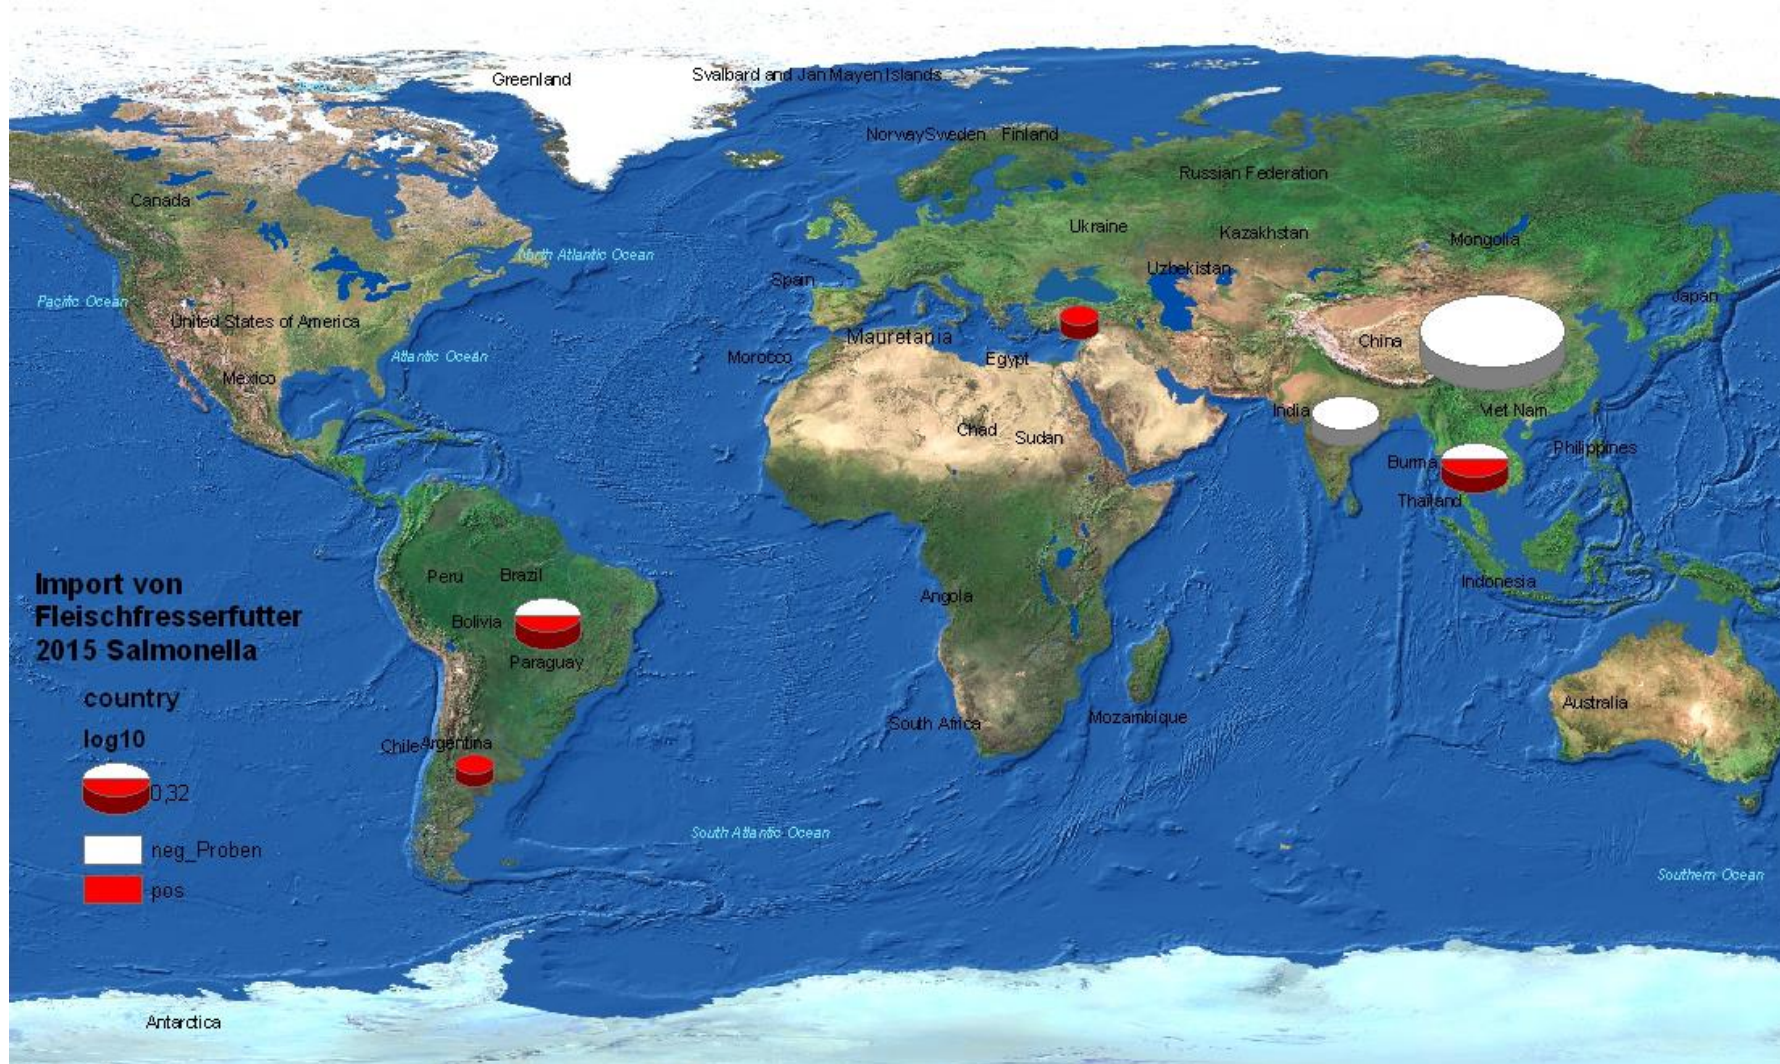 Greenland
Svalbard and Jan Mayen Islands
Norway Sweden Finland
Russian Federation
Canada
Ukraine
Kazakhstan
Mongolia
North Atlantic Ocean
Uzbekistan
Spain
Pacific Ocean
Japan
United States of America
Mauretania
China
Atlantic Ocean
Morocco
Egypt
Mexico
India
Viet Nam
Chad
Sudan
Philippines
Burma
Thailand
Peru
Brazil
Indonesia
Angola
Bolivia
Paraguay
Australia
South Africa
Mozambique
Chile Argentina
South Atlantic Ocean
Southern Ocean
Antarctica
Import von
Fleischfresserfutter
2015 Salmonella
country
log10
0,32
neg_Proben
pos